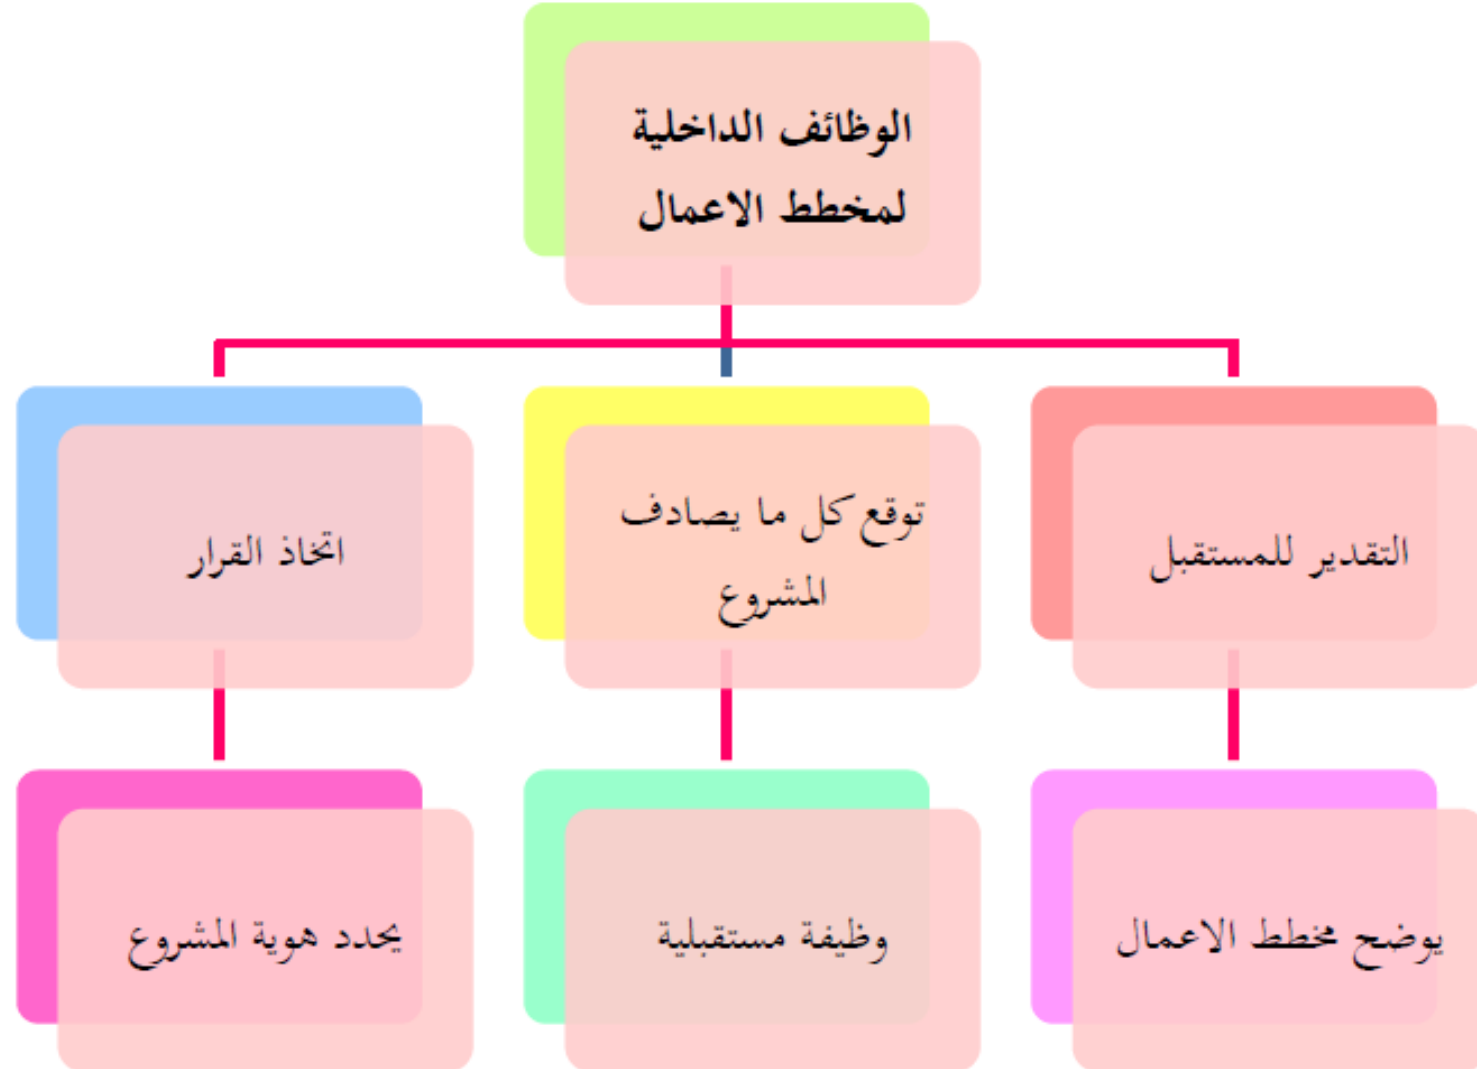 الوظائف الداخلية
لمخطط الاعمال
التقدير للمستقبل
توقع كل ما يصادف
المشروع
اتخاذ القرار
يوضح مخطط الاعمال
وظيفة مستقبلية
يحدد هوية المشروع